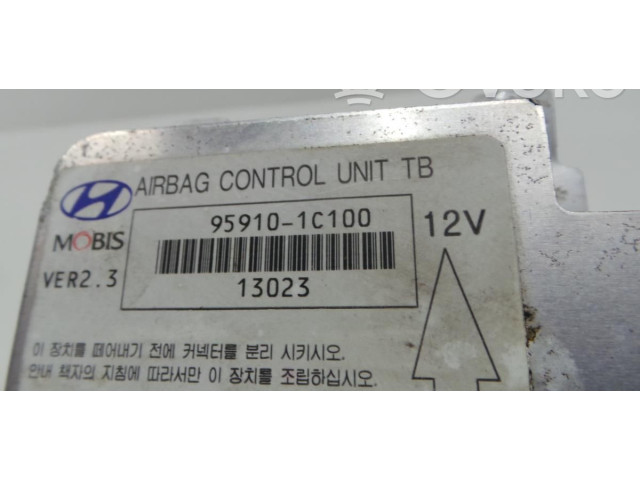 AIRBAG CONTROL UNIT TB
MOBIS
95910-1C100
12V
VER2.3
13023
이 장치를 떼어내기 전에 커넥터를 분리 시키시오.
안내 책자의 지침에 따라서만 이 장치를 조립하십시오.